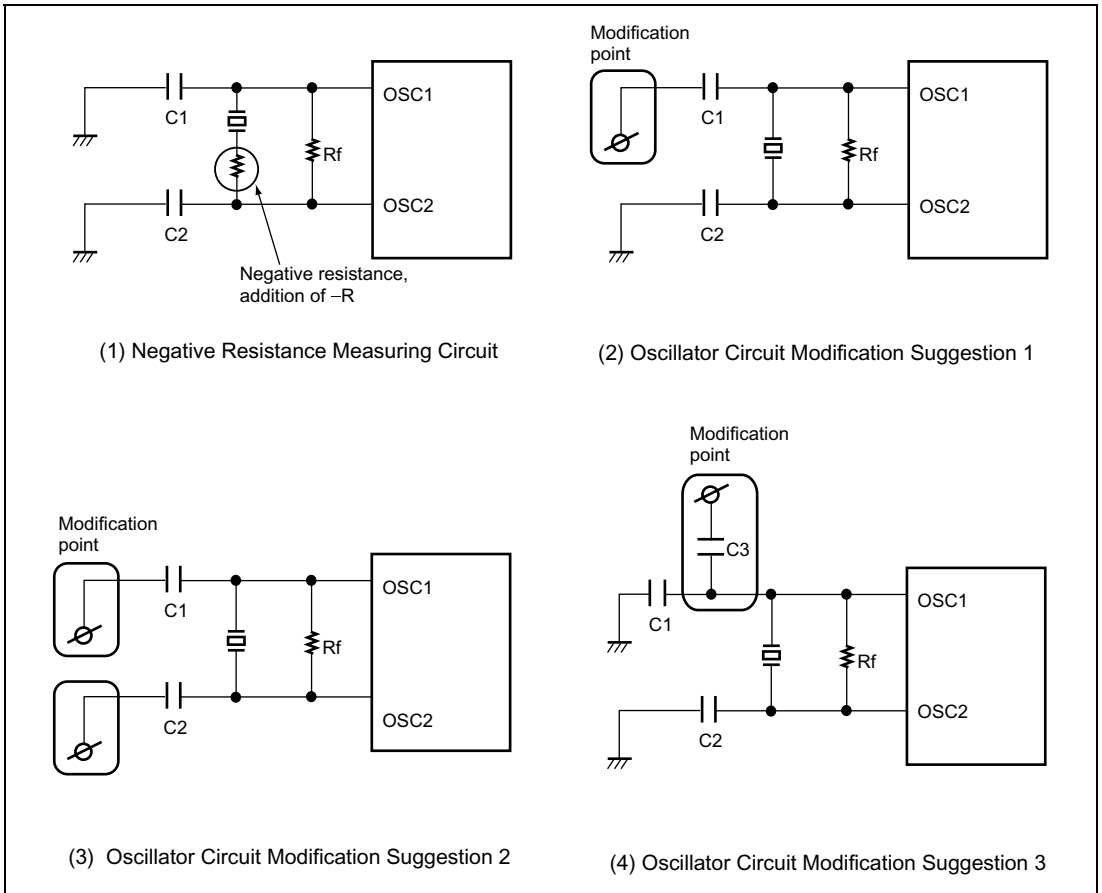 OSC1
C1
Rf
OSC2
C2
Negative resistance,
addition of –R
(1) Negative Resistance Measuring Circuit
Modification
point
OSC1
C1
Rf
OSC2
C2
(2) Oscillator Circuit Modification Suggestion 1
Modification
point
C1
OSC1
Rf
C2
OSC2
(3) Oscillator Circuit Modification Suggestion 2
Modification
point
C3
OSC1
C1
Rf
OSC2
C2
(4) Oscillator Circuit Modification Suggestion 3